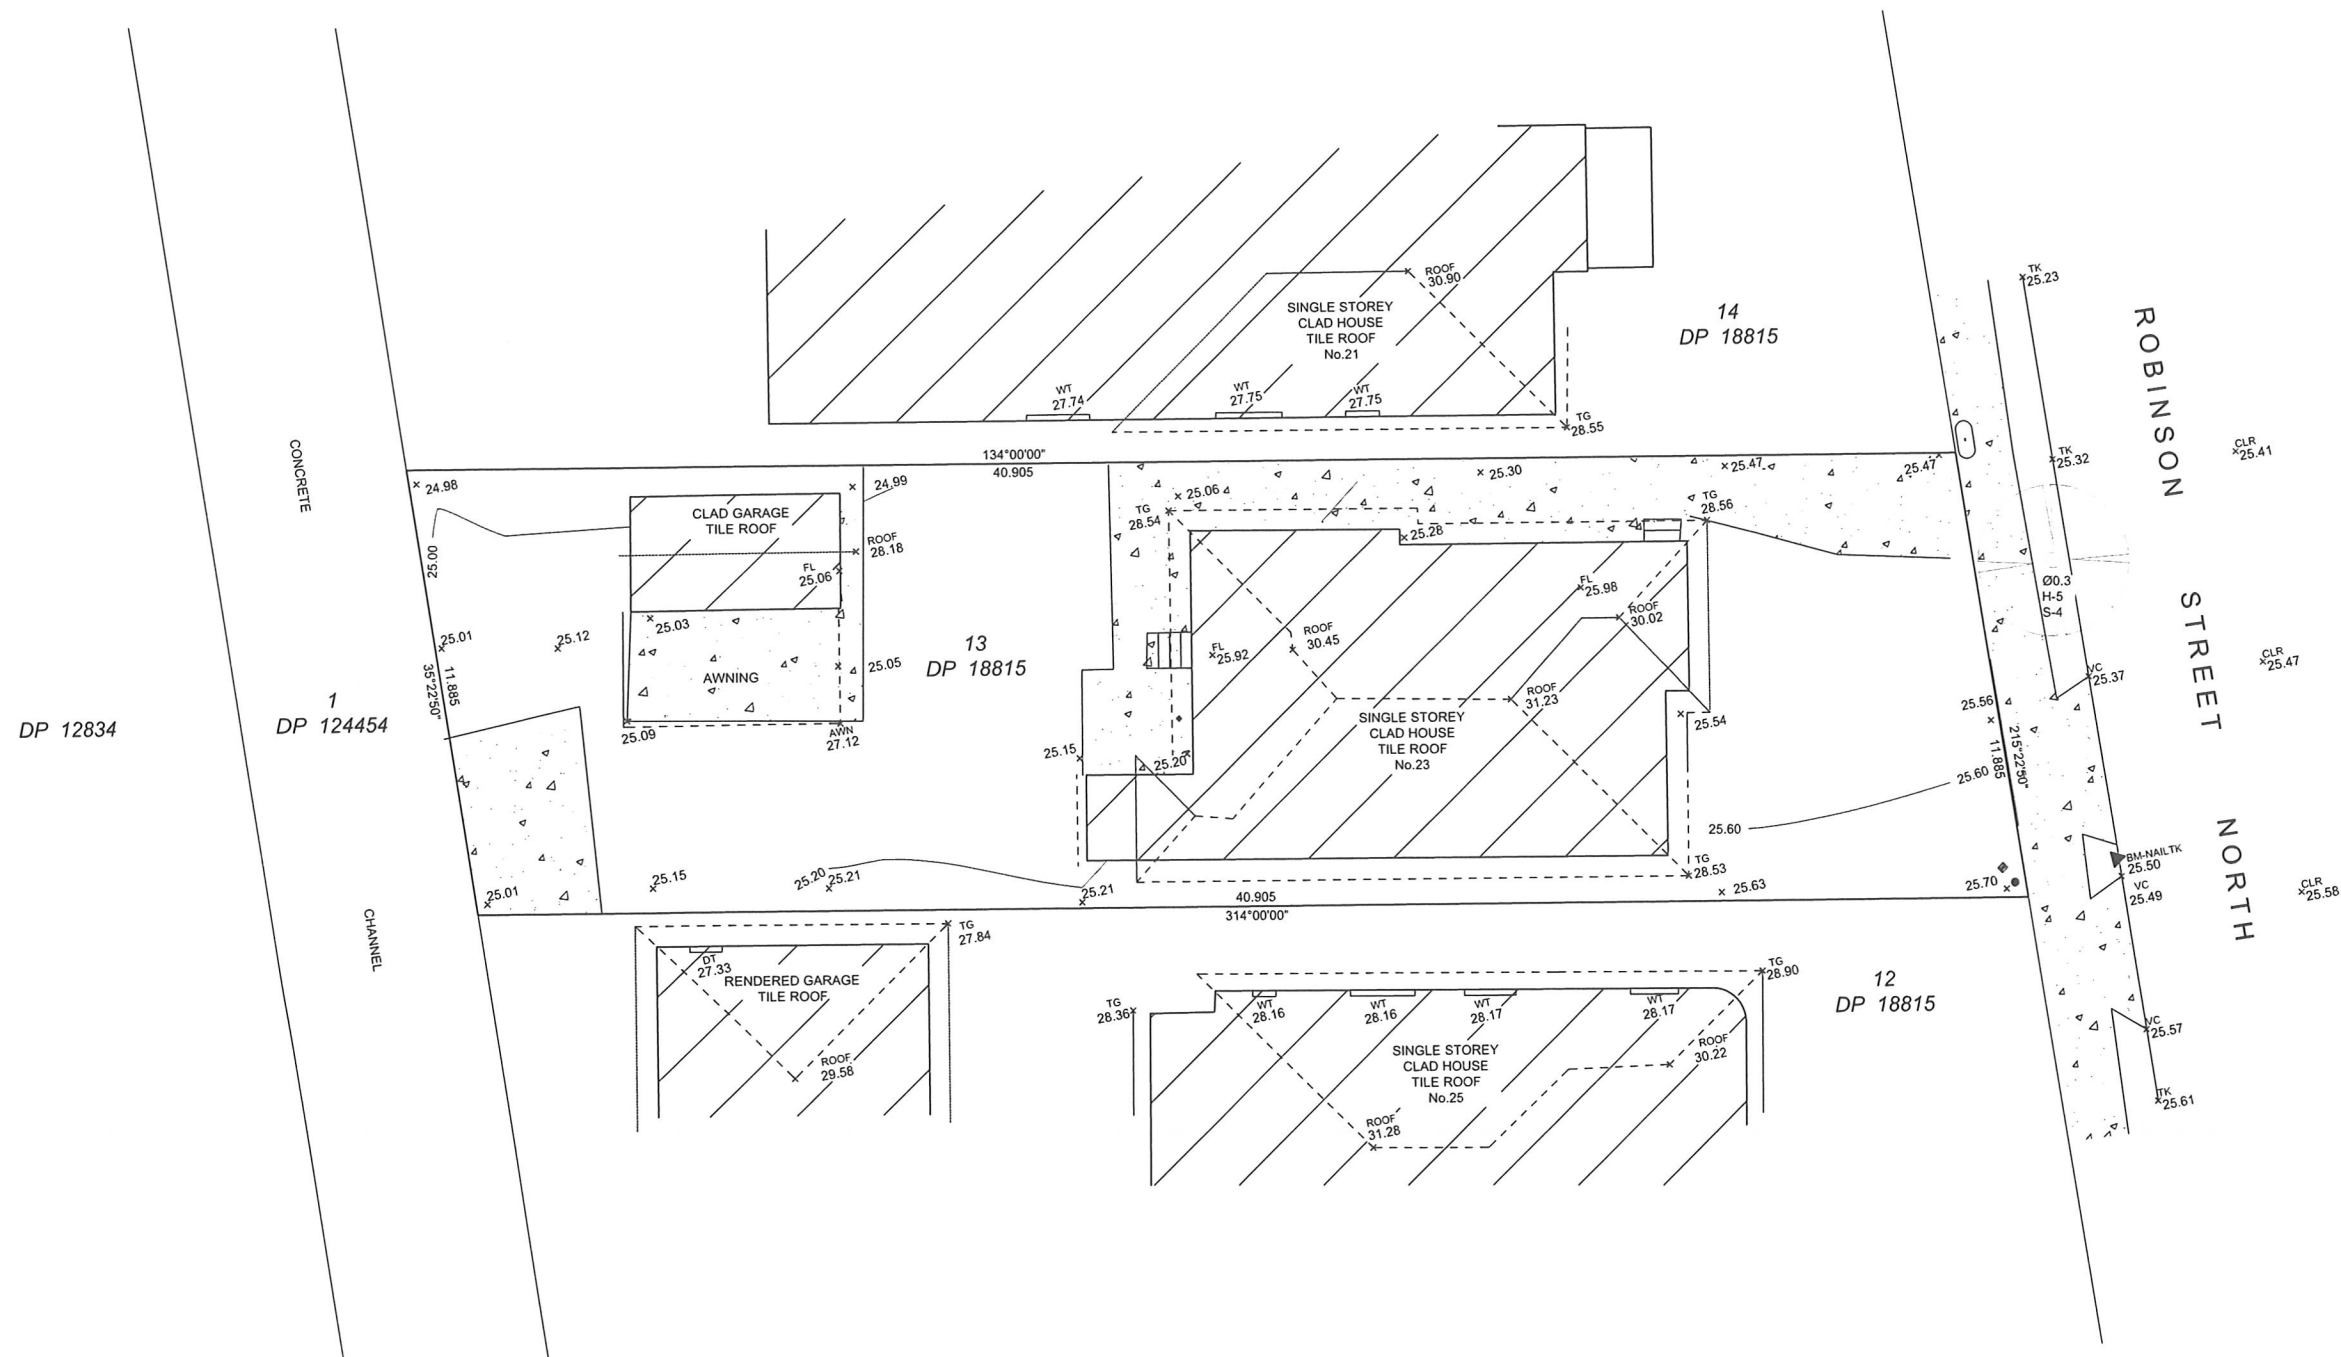 ROOF
30.90
SINGLE STOREY
CLAD HOUSE
TILE ROOF
No.21
WT
27.74
WT
27.75
WT
27.75
TG
28.55
14
DP 18815
TK
25.23
ROBINSON
STREET
NORTH
CLR
25.41
TK
25.32
CONCRETE
134°00'00"
40.905
24.98
24.99
CLAD GARAGE
TILE ROOF
ROOF
28.18
FL
25.06
25.00
25.03
25.01
25.12
AWNING
25.05
25.09
AWN
27.12
35°22'50"
11.885
13
DP 18815
1
DP 124454
DP 12834
25.06
25.30
25.47
25.47
TG
28.54
TG
28.56
25.28
FL
25.98
ROOF
30.02
ROOF
30.45
FL
25.92
ROOF
31.23
SINGLE STOREY
CLAD HOUSE
TILE ROOF
No.23
25.54
25.15
25.20
Ø0.3
H-5
S-4
CLR
25.47
VC
25.37
25.56
11.885
215°22'50"
25.60
25.60
TG
28.53
25.63
25.70
BM-NAILTK
25.50
VC
25.49
CLR
25.58
25.01
25.15
25.20
25.21
25.21
40.905
314°00'00"
CHANNEL
TG
27.84
DT
27.33
RENDERED GARAGE
TILE ROOF
ROOF
29.58
TG
28.36
WT
28.16
WT
28.16
WT
28.17
WT
28.17
TG
28.90
12
DP 18815
SINGLE STOREY
CLAD HOUSE
TILE ROOF
No.25
ROOF
30.22
ROOF
31.28
VC
25.57
TK
25.61